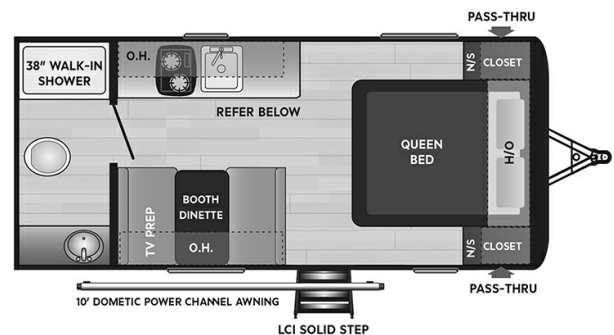 PASS-THRU
38" WALK-IN
SHOWER
O.H.
N/S
CLOSET
REFER BELOW
QUEEN
BED
H/O
TV PREP
BOOTH
DINETTE
O.H.
N/S
CLOSET
PASS-THRU
10' DOMETIC POWER CHANNEL AWNING
LCI SOLID STEP